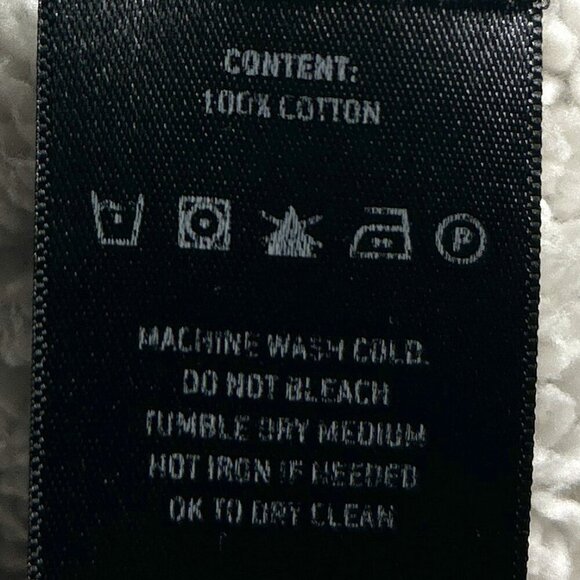 CONTENT:
100% COTTON
P
MACHINE WASH COLD.
DO NOT BLEACH
TUMBLE DRY MEDIUM
HOT IRON IF NEEDED
OK TO DRY CLEAN